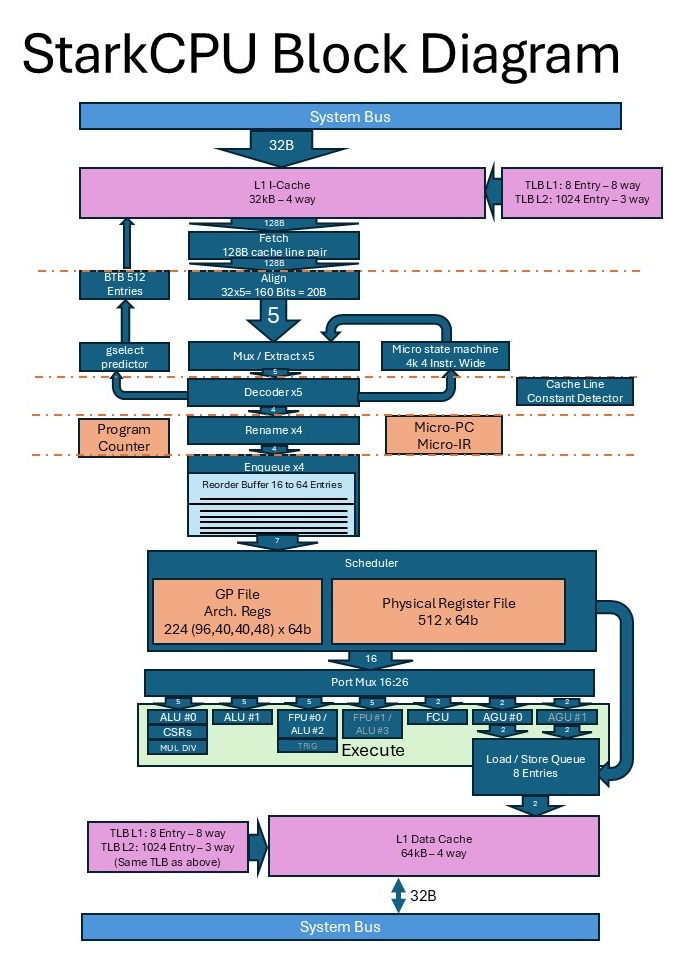 StarkCPU Block Diagram
System Bus
32B
L1 I-Cache
32kB – 4 way
TLB L1: 8 Entry – 8 way
TLB L2: 1024 Entry – 3 way
128B
Fetch
128B cache line pair
128B
BTB 512
Entries
Align
32x5= 160 Bits = 20B
5
gselect
predictor
Mux / Extract x5
Micro state machine
4k 4 Instr. Wide
5
Decoder x5
Cache Line
Constant Detector
4
Program
Counter
Rename x4
Micro-PC
Micro-IR
4
Enqueue x4
Reorder Buffer 16 to 64 Entries
7
Scheduler
GP File
Arch. Regs
224 (96,40,40,48) x 64b
Physical Register File
512 x 64b
16
Port Mux 16:26
5 5 5 5 2 2 2
ALU #0
CSRs
MUL DIV
ALU #1
FPU #0 /
ALU #2
TRIG
FPU #1 /
ALU #3
FCU
AGU #0
AGU #1
2 2
Execute
Load / Store Queue
8 Entries
2
TLB L1: 8 Entry – 8 way
TLB L2: 1024 Entry – 3 way
(Same TLB as above)
L1 Data Cache
64kB – 4 way
32B
System Bus